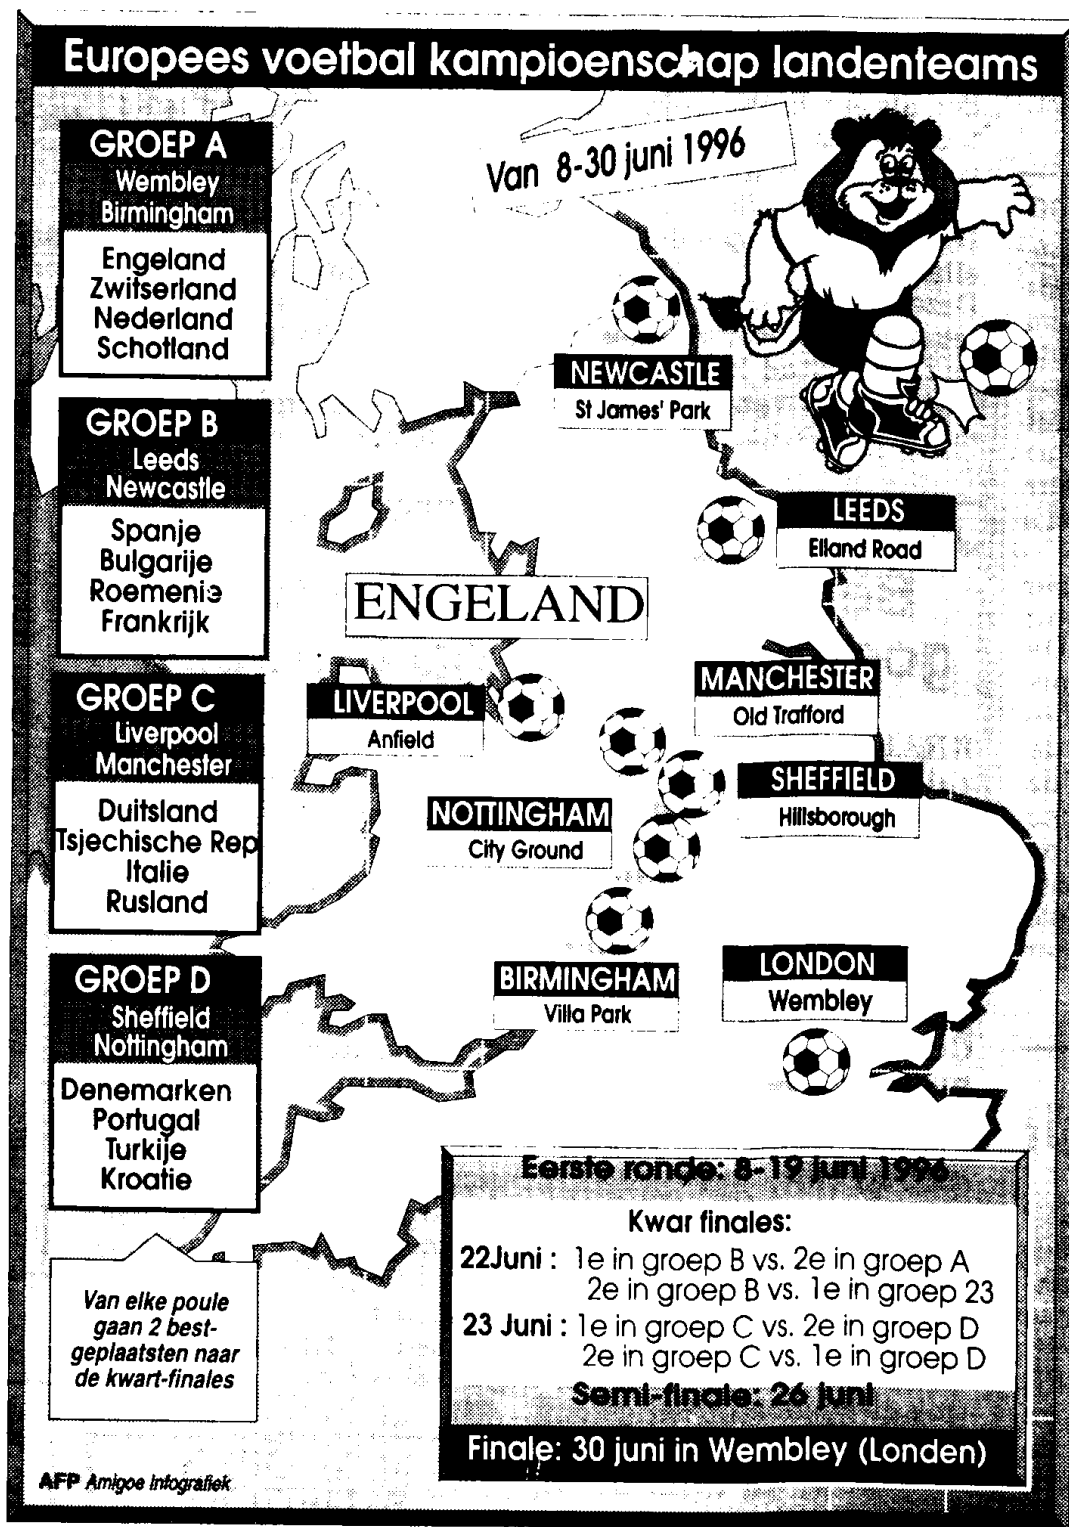 Europees voetbal kampioenschap landenteams
Van 8-30 juni 1996
GROEP A
Wembley
Birmingham
Engeland
Zwitserland
Nederland
Schotland
GROEP B
Leeds
Newcastle
Spanje
Bulgarije
Roemenie
Frankrijk
GROEP C
Liverpool
Manchester
Duitsland
Tsjechische Rep
Italie
Rusland
GROEP D
Sheffield
Nottingham
Denemarken
Portugal
Turkije
Kroatie
Van elke poule
gaan 2 best-
geplaatsten naar
de kwart-finales
AFP Amigoe infografiek
NEWCASTLE
St James' Park
LEEDS
Elland Road
ENGELAND
MANCHESTER
Old Trafford
LIVERPOOL
Anfield
SHEFFIELD
Hillsborough
NOTTINGHAM
City Ground
BIRMINGHAM
Villa Park
LONDON
Wembley
Eerste ronde: 8-19 juni 1996
Kwar finales:
22Juni : 1e in groep B vs. 2e in groep A
2e in groep B vs. 1e in groep 23
23 Juni : 1e in groep C vs. 2e in groep D
2e in groep C vs. 1e in groep D
Semi-finale: 26 juni
Finale: 30 juni in Wembley (Londen)